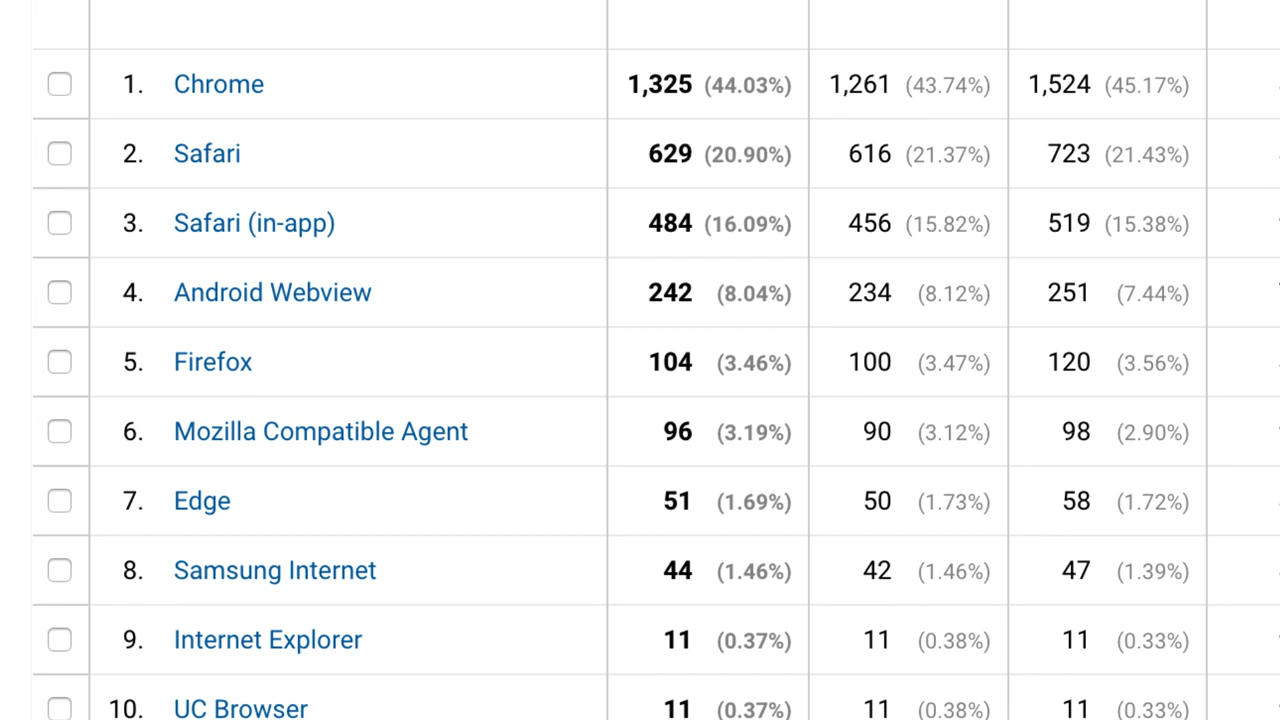 1. Chrome 1,325 (44.03%) 1,261 (43.74%) 1,524 (45.17%)
2. Safari 629 (20.90%) 616 (21.37%) 723 (21.43%)
3. Safari (in-app) 484 (16.09%) 456 (15.82%) 519 (15.38%)
4. Android Webview 242 (8.04%) 234 (8.12%) 251 (7.44%)
5. Firefox 104 (3.46%) 100 (3.47%) 120 (3.56%)
6. Mozilla Compatible Agent 96 (3.19%) 90 (3.12%) 98 (2.90%)
7. Edge 51 (1.69%) 50 (1.73%) 58 (1.72%)
8. Samsung Internet 44 (1.46%) 42 (1.46%) 47 (1.39%)
9. Internet Explorer 11 (0.37%) 11 (0.38%) 11 (0.33%)
10. UC Browser 11 (0.37%) 11 (0.38%) 11 (0.33%)